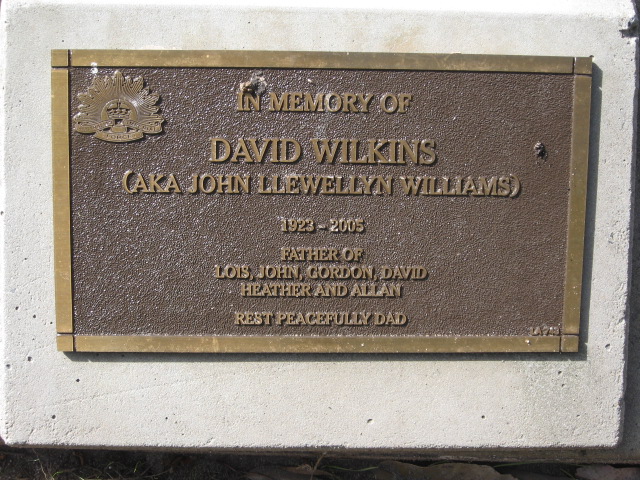 IN MEMORY OF
DAVID WILKINS
(AKA JOHN LLEWELLYN WILLIAMS)
1923 - 2005
FATHER OF
LOIS, JOHN, GORDON, DAVID
HEATHER AND ALLAN
REST PEACEFULLY DAD